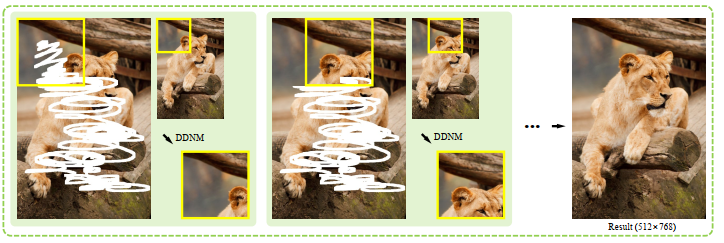 DDNM
DDNM
...
Result (512×768)